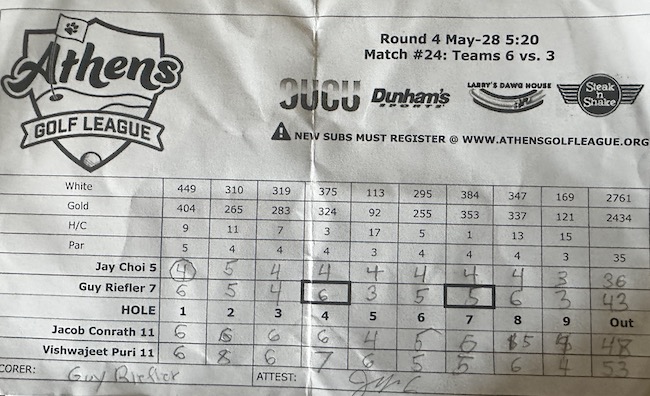 Athens
GOLF LEAGUE
Round 4 May-28 5:20
Match #24: Teams 6 vs. 3
CUCU Dunham's SPORTS LARRY'S DAWG HOUSE Steak n Shake
NEW SUBS MUST REGISTER @ WWW.ATHENSGOLFLEAGUE.ORG
White 449 310 319 375 113 295 384 347 169 2761
Gold 404 265 283 324 92 255 353 337 121 2434
H/C 9 11 7 3 17 5 1 13 15
Par 5 4 4 4 3 4 4 4 3 35
Jay Choi 5 4 5 4 4 4 4 4 4 3 36
Guy Riefler 7 6 5 4 6 3 5 5 6 3 43
HOLE 1 2 3 4 5 6 7 8 9 Out
Jacob Conrath 11 6 6 6 6 4 5 6 5 4 48
Vishwajeet Puri 11 6 8 6 7 6 5 5 6 4 53
CORER: Guy Riefler ATTEST: